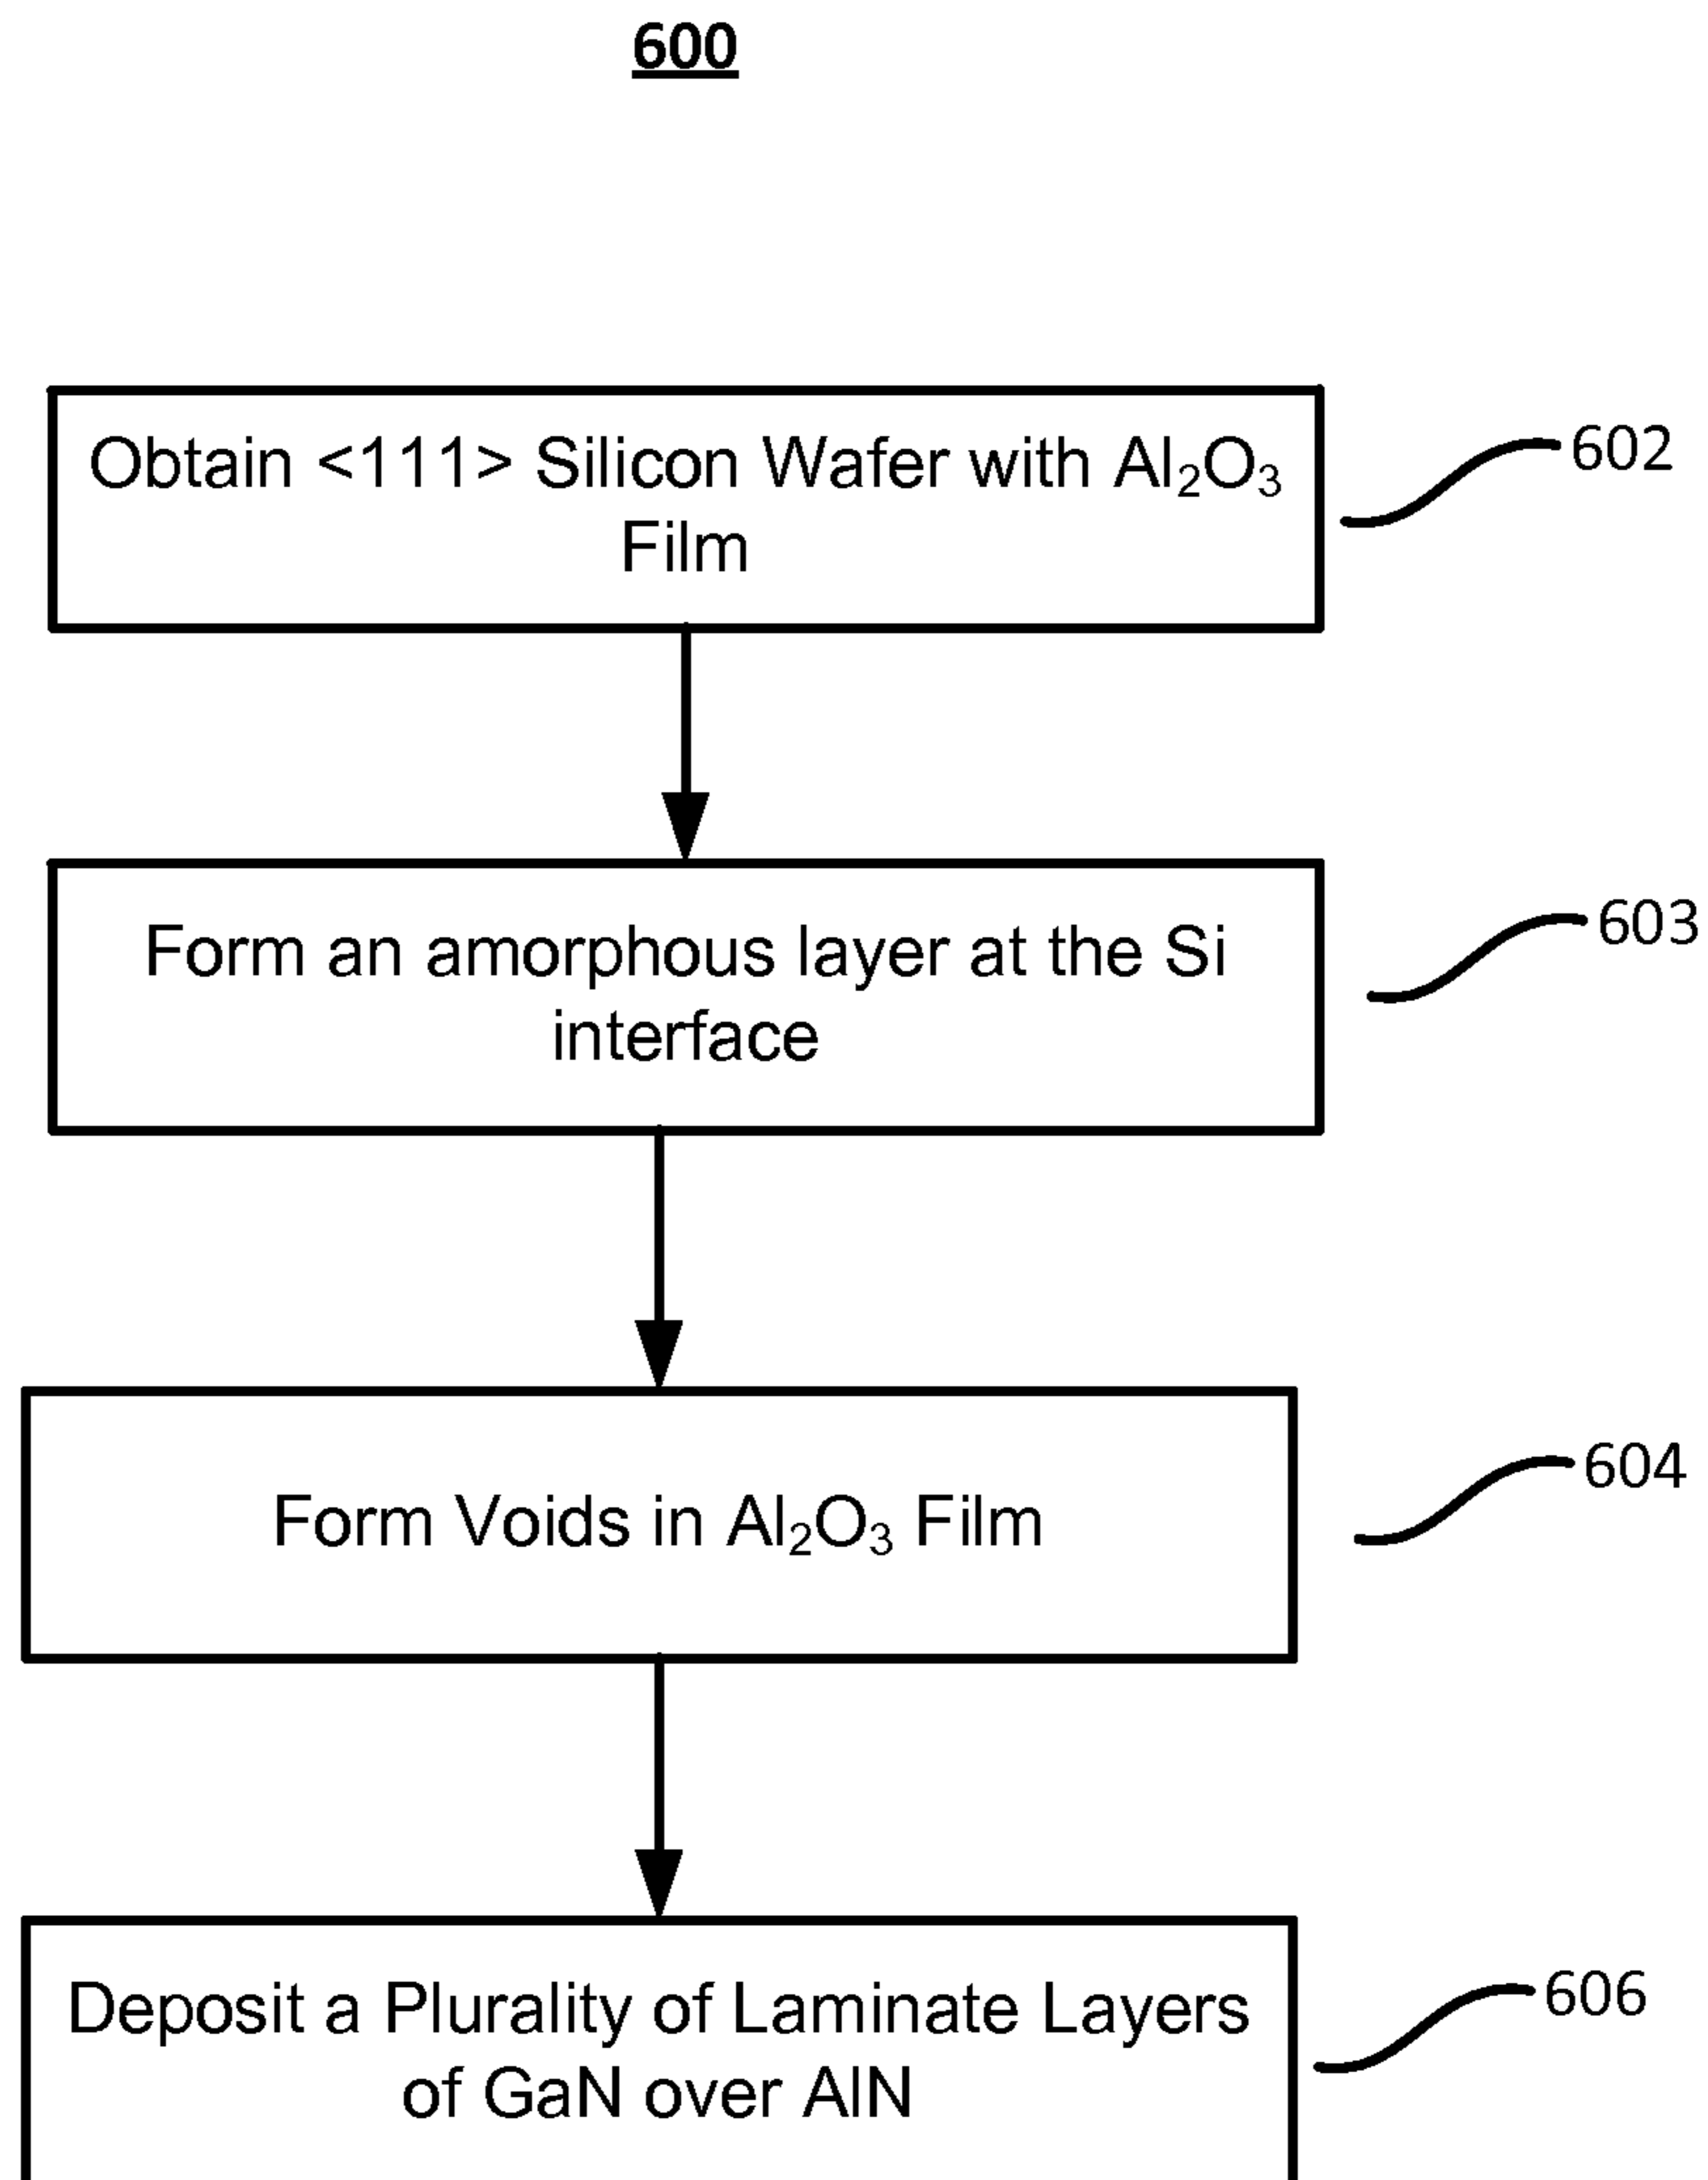 600
Obtain <111> Silicon Wafer with Al₂O₃
Film
602
Form an amorphous layer at the Si
interface
603
Form Voids in Al₂O₃ Film
604
Deposit a Plurality of Laminate Layers
of GaN over AlN
606